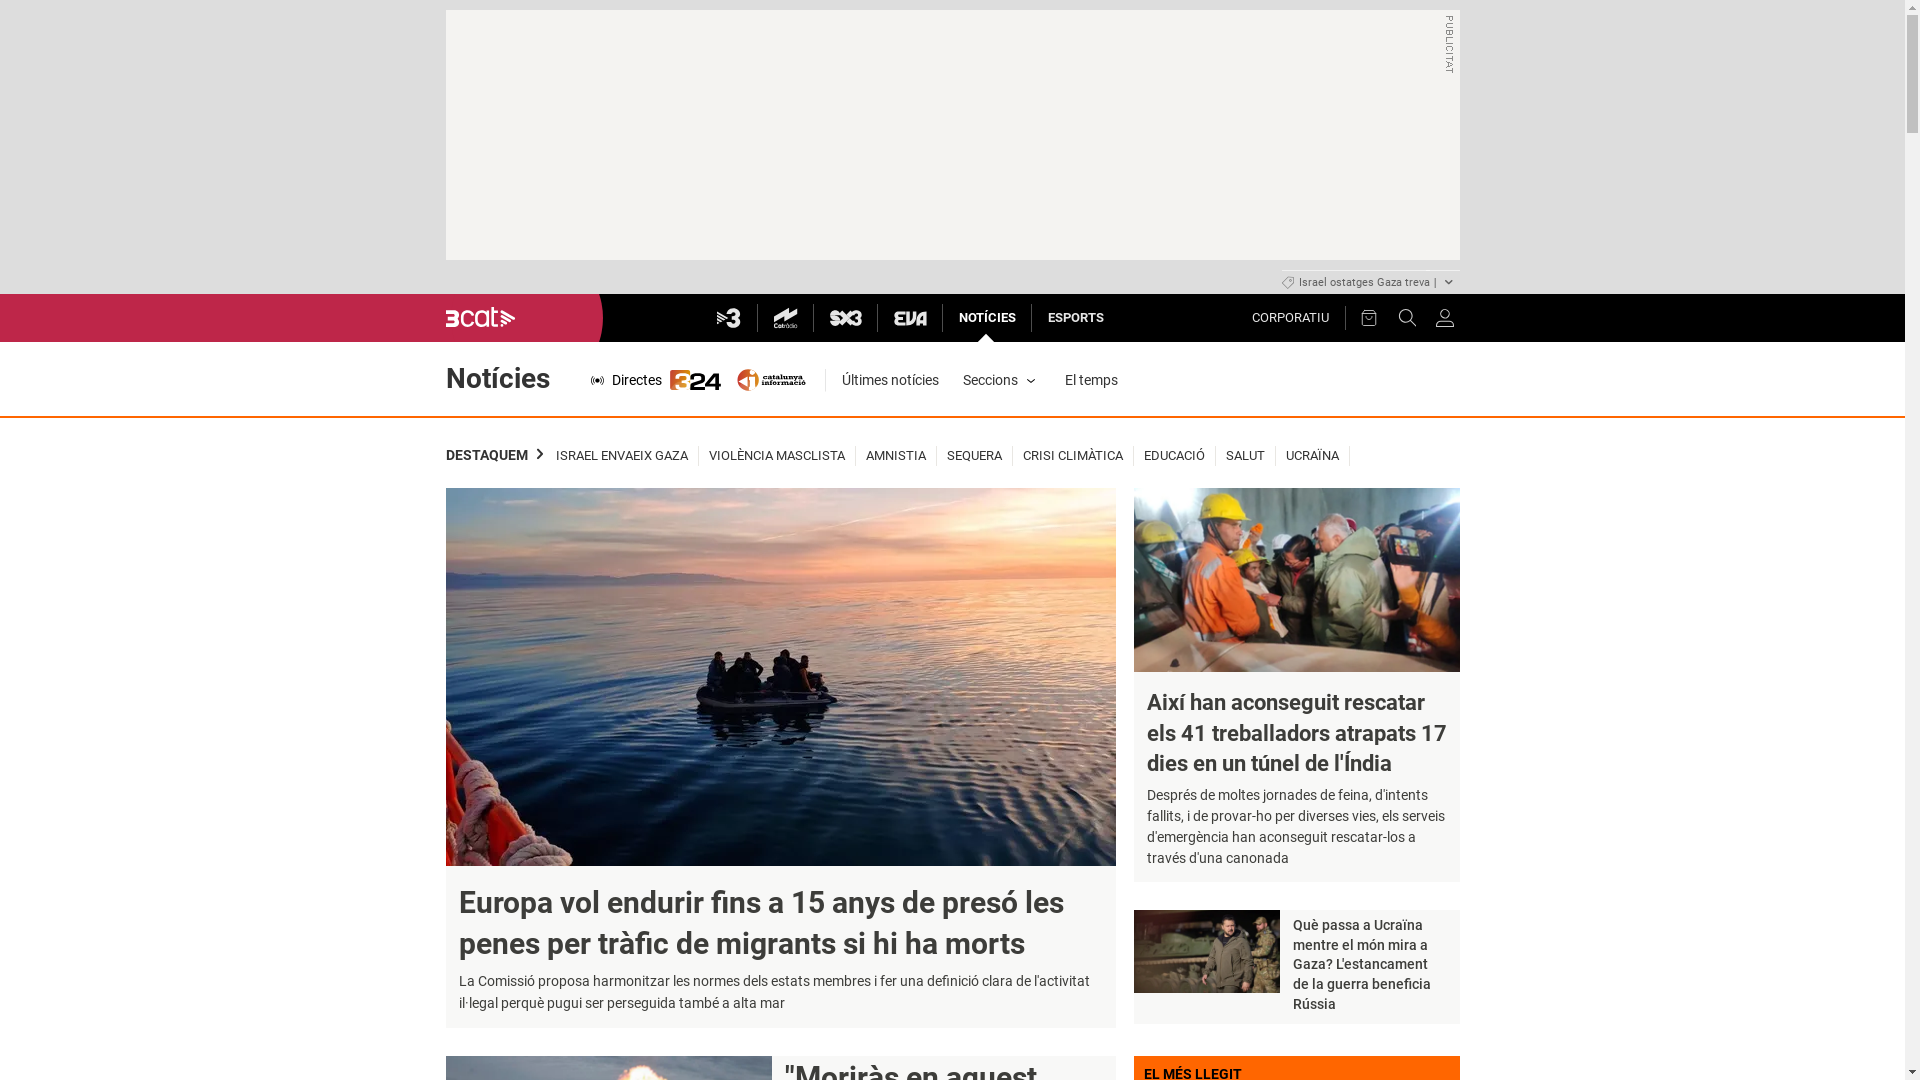 PUBLICITAT
Israel ostatges Gaza treva |
3cat
3
Catràdio
SX3
EVA
NOTÍCIES
ESPORTS
CORPORATIU
Notícies
Directes
324
catalunya
informació
Últimes notícies
Seccions
El temps
DESTAQUEM
ISRAEL ENVAEIX GAZA
VIOLÈNCIA MASCLISTA
AMNISTIA
SEQUERA
CRISI CLIMÀTICA
EDUCACIÓ
SALUT
UCRAÏNA
Europa vol endurir fins a 15 anys de presó les
penes per tràfic de migrants si hi ha morts
La Comissió proposa harmonitzar les normes dels estats membres i fer una definició clara de l'activitat
il·legal perquè pugui ser perseguida també a alta mar
Així han aconseguit rescatar
els 41 treballadors atrapats 17
dies en un túnel de l'Índia
Després de moltes jornades de feina, d'intents
fallits, i de provar-ho per diverses vies, els serveis
d'emergència han aconseguit rescatar-los a
través d'una canonada
Què passa a Ucraïna
mentre el món mira a
Gaza? L'estancament
de la guerra beneficia
Rússia
"Moriràs en aquest
EL MÉS LLEGIT